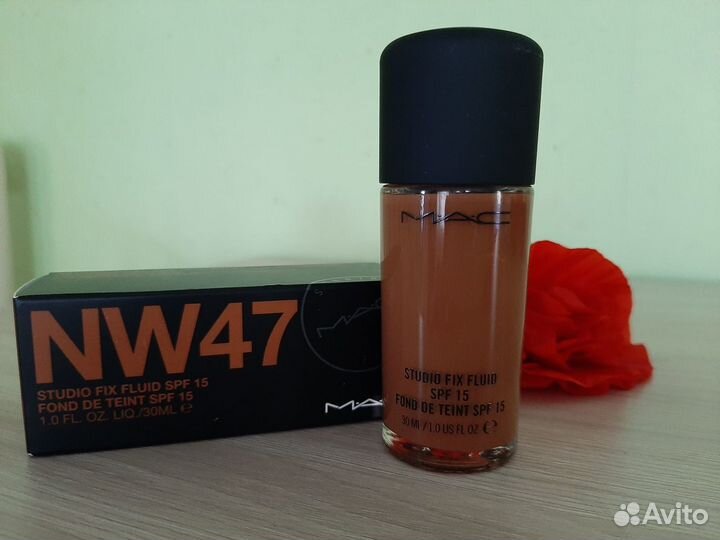 NW47
STUDIO FIX FLUID SPF 15
FOND DE TEINT SPF 15
1.0 FL. OZ. LIQ./30ML ℮
M·A·C
M·A·C
M·A·C
STUDIO FIX FLUID
SPF 15
FOND DE TEINT SPF 15
30 ML / 1.0 US FL OZ ℮
Avito